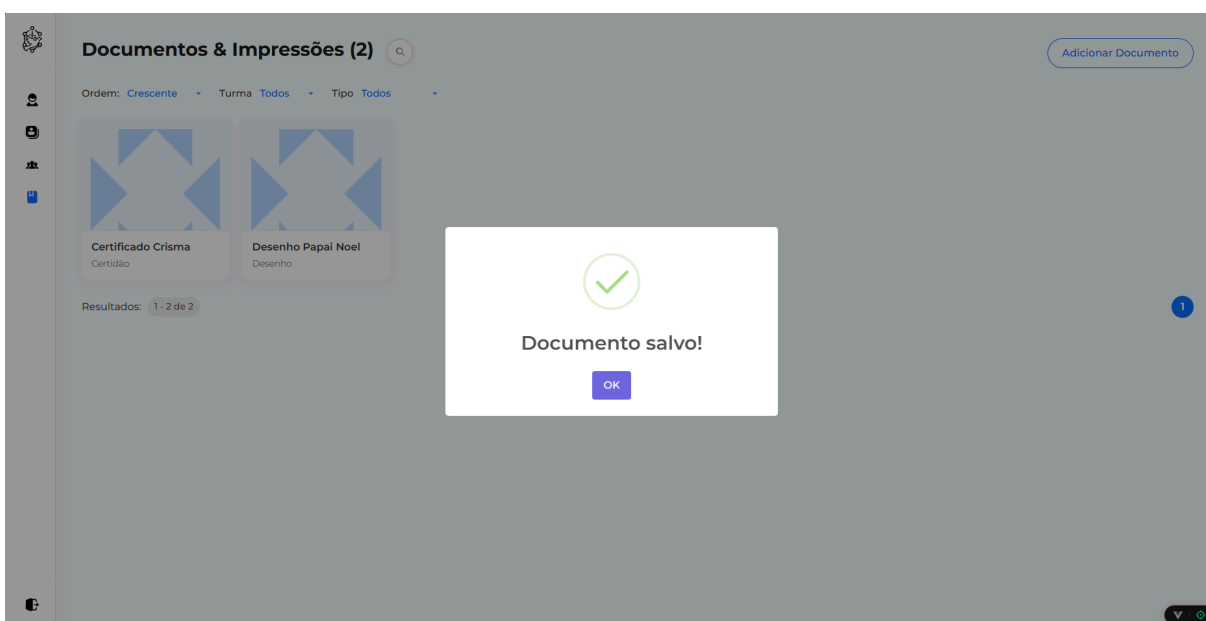 Documentos & Impressões (2)
Adicionar Documento
Ordem: Crescente Turma Todos Tipo Todos
Certificado Crisma
Certidão
Desenho Papai Noel
Desenho
Resultados: 1 - 2 de 2
1
Documento salvo!
OK